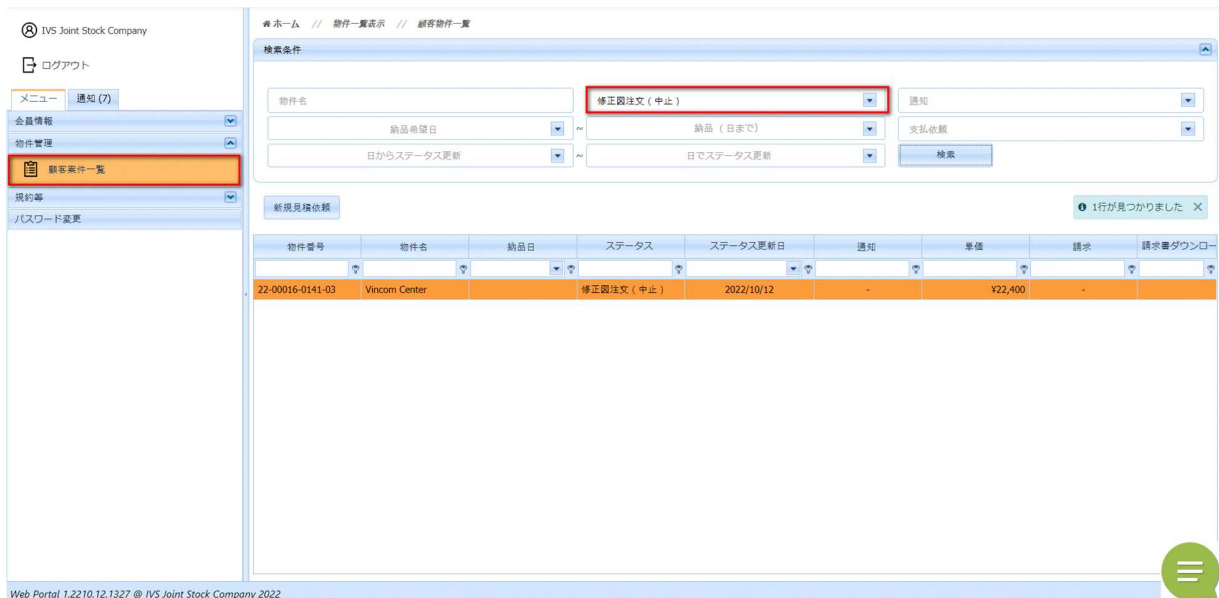 IVS Joint Stock Company
ログアウト
メニュー 通知 (7)
会員情報
物件管理
顧客案件一覧
規約等
パスワード変更
ホーム // 物件一覧表示 // 顧客物件一覧
検索条件
物件名 修正図注文 ( 中止 ) 通知
納品希望日 ~ 納品 ( 日まで) 支払依頼
日からステータス更新 ~ 日でステータス更新 検索
新規見積依頼 1行が見つかりました ×
物件番号 物件名 納品日 ステータス ステータス更新日 通知 単価 請求 請求書ダウンロー
22-00016-0141-03 Vincom Center 修正図注文 ( 中止 ) 2022/10/12 - ¥22,400 -
Web Portal 1.2210.12.1327 @ IVS Joint Stock Company 2022